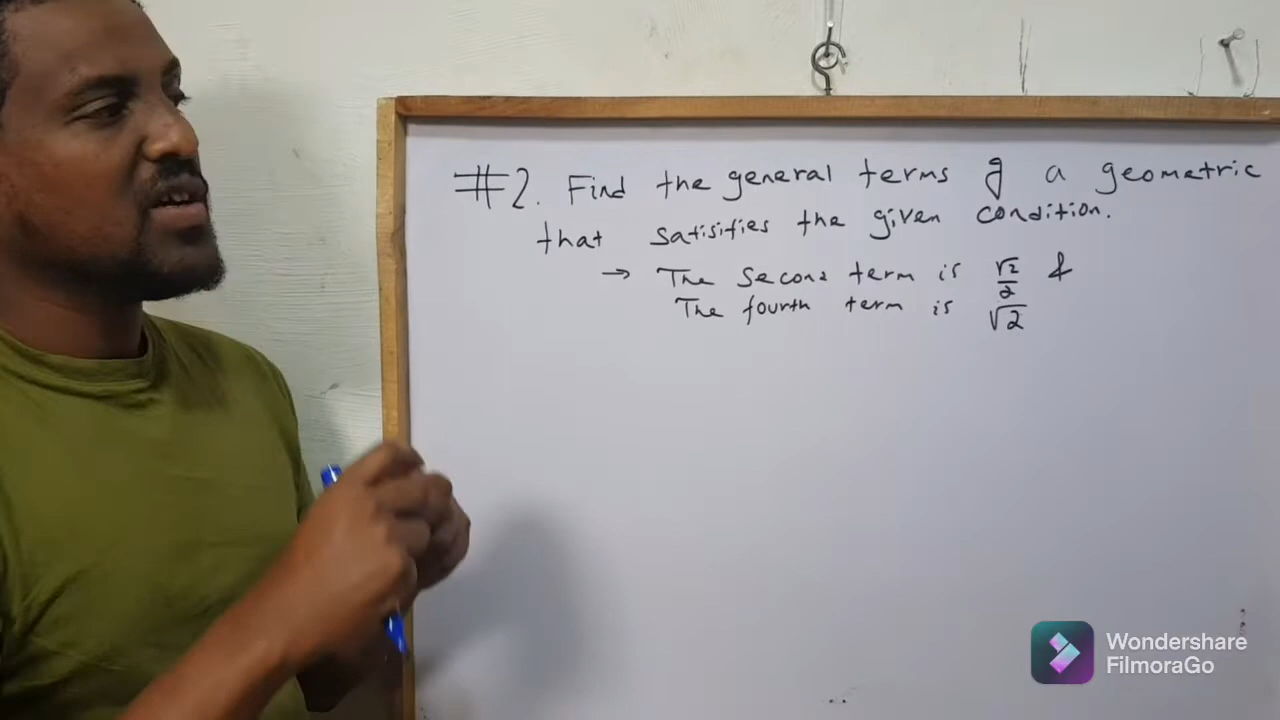 #2. Find the general terms of a geometric
that satisifies the given condition.
→ The second term is √2/2 &
The fourth term is √2
Wondershare
FilmoraGo